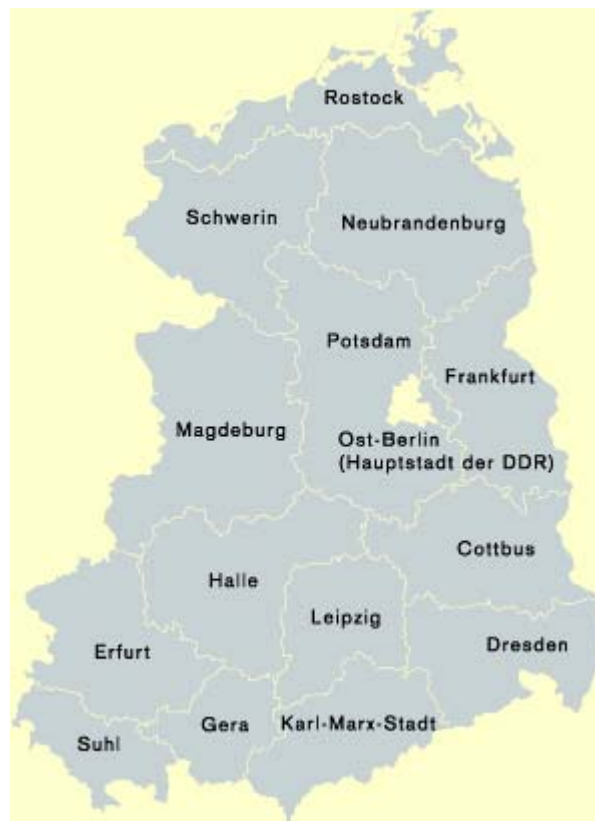 Rostock
Schwerin
Neubrandenburg
Potsdam
Frankfurt
Magdeburg
Ost-Berlin
(Hauptstadt der DDR)
Cottbus
Halle
Leipzig
Dresden
Erfurt
Gera
Karl-Marx-Stadt
Suhl